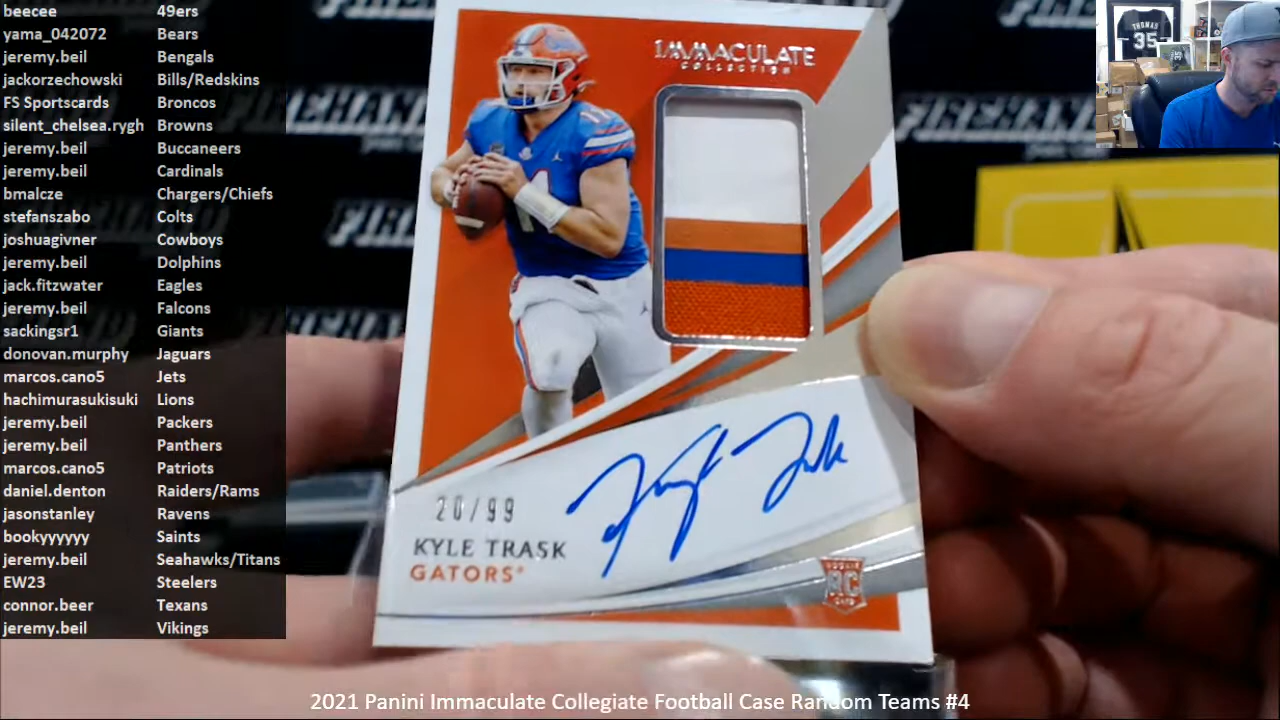 beecee 49ers
yama_042072 Bears
jeremy.beil Bengals
jackorzechowski Bills/Redskins
FS Sportscards Broncos
silent_chelsea.rygh Browns
jeremy.beil Buccaneers
jeremy.beil Cardinals
bmalcze Chargers/Chiefs
stefanszabo Colts
joshuagivner Cowboys
jeremy.beil Dolphins
jack.fitzwater Eagles
jeremy.beil Falcons
sackingsr1 Giants
donovan.murphy Jaguars
marcos.cano5 Jets
hachimurasukisuki Lions
jeremy.beil Packers
jeremy.beil Panthers
marcos.cano5 Patriots
daniel.denton Raiders/Rams
jasonstanley Ravens
bookyyyyyy Saints
jeremy.beil Seahawks/Titans
EW23 Steelers
connor.beer Texans
jeremy.beil Vikings
IMMACULATE
COLLECTION
11
20/99
KYLE TRASK
GATORS
ROOKIE
RC
THOMAS
35
2021 Panini Immaculate Collegiate Football Case Random Teams #4